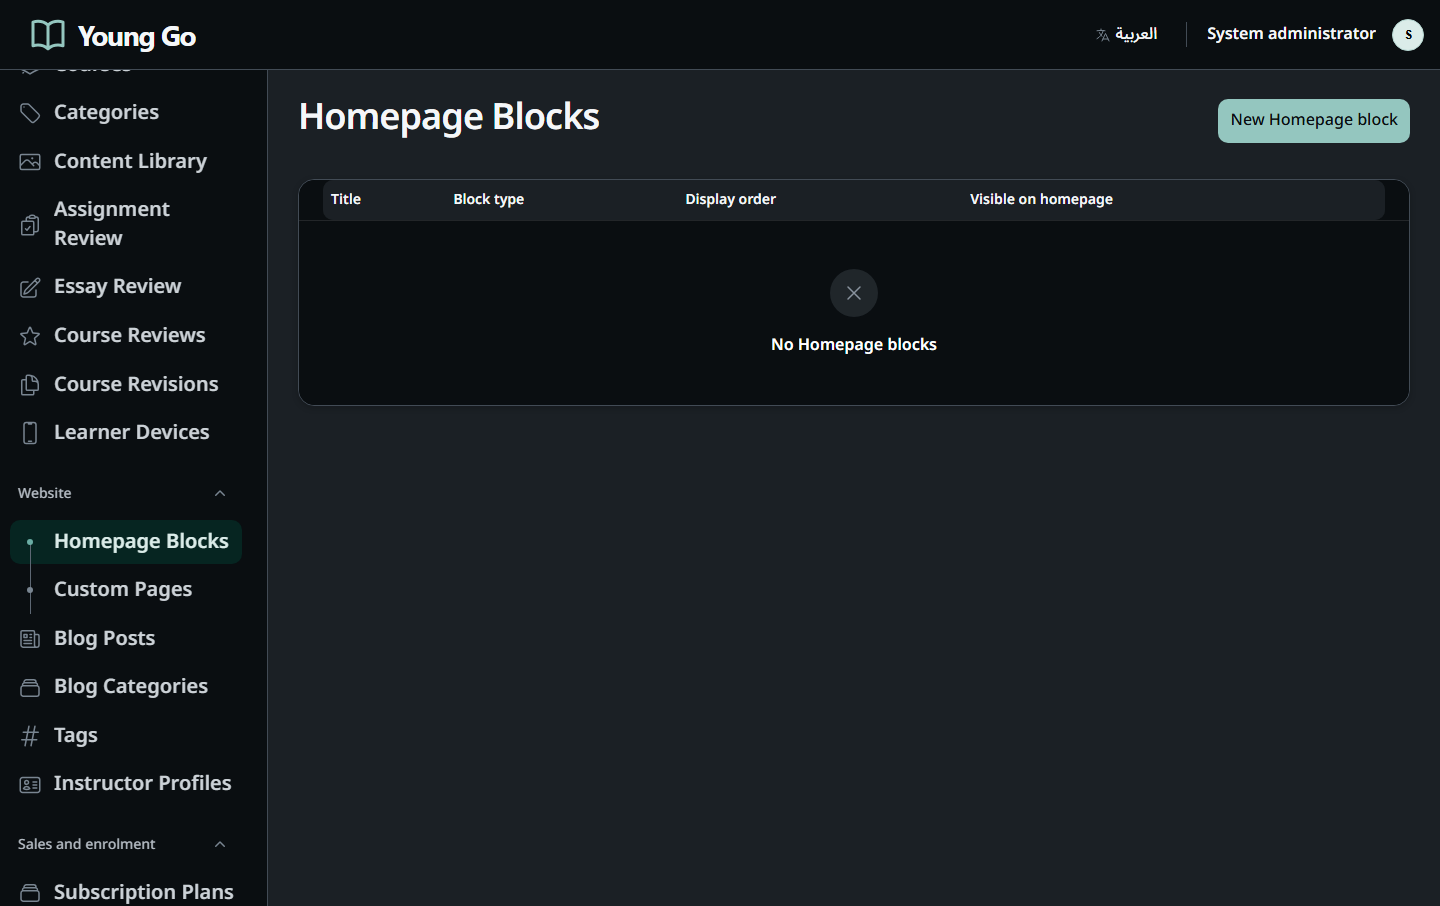 Young Go
العربية
System administrator
S
Courses
Categories
Content Library
Assignment
Review
Essay Review
Course Reviews
Course Revisions
Learner Devices
Website
Homepage Blocks
Custom Pages
Blog Posts
Blog Categories
Tags
Instructor Profiles
Sales and enrolment
Subscription Plans
Homepage Blocks
New Homepage block
Title Block type Display order Visible on homepage
No Homepage blocks